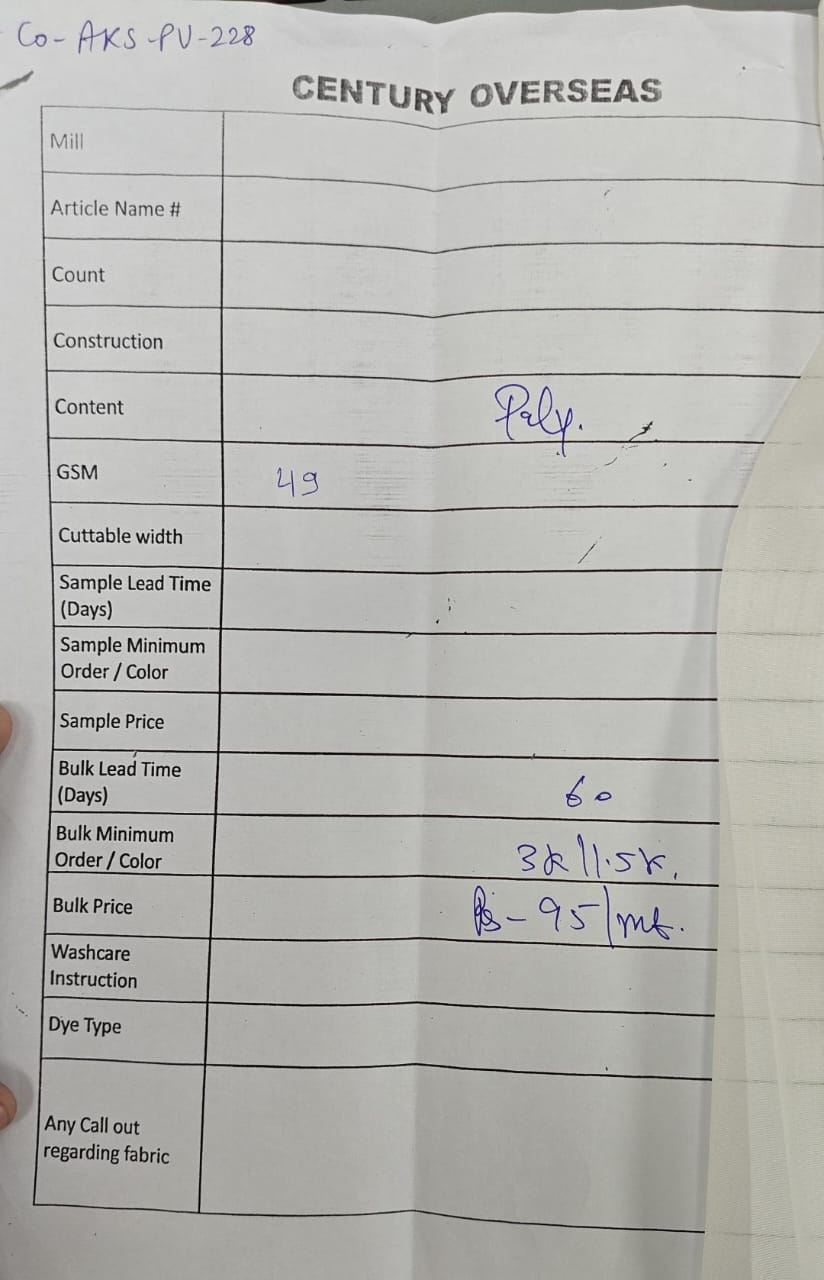 Co-AKS-PV-228
CENTURY OVERSEAS
Mill
Article Name #
Count
Construction
Content Poly.
GSM 49
Cuttable width
Sample Lead Time
(Days)
Sample Minimum
Order / Color
Sample Price
Bulk Lead Time
(Days) 60
Bulk Minimum
Order / Color 3k/1.5k.
Bulk Price Rs-95/mt.
Washcare
Instruction
Dye Type
Any Call out
regarding fabric